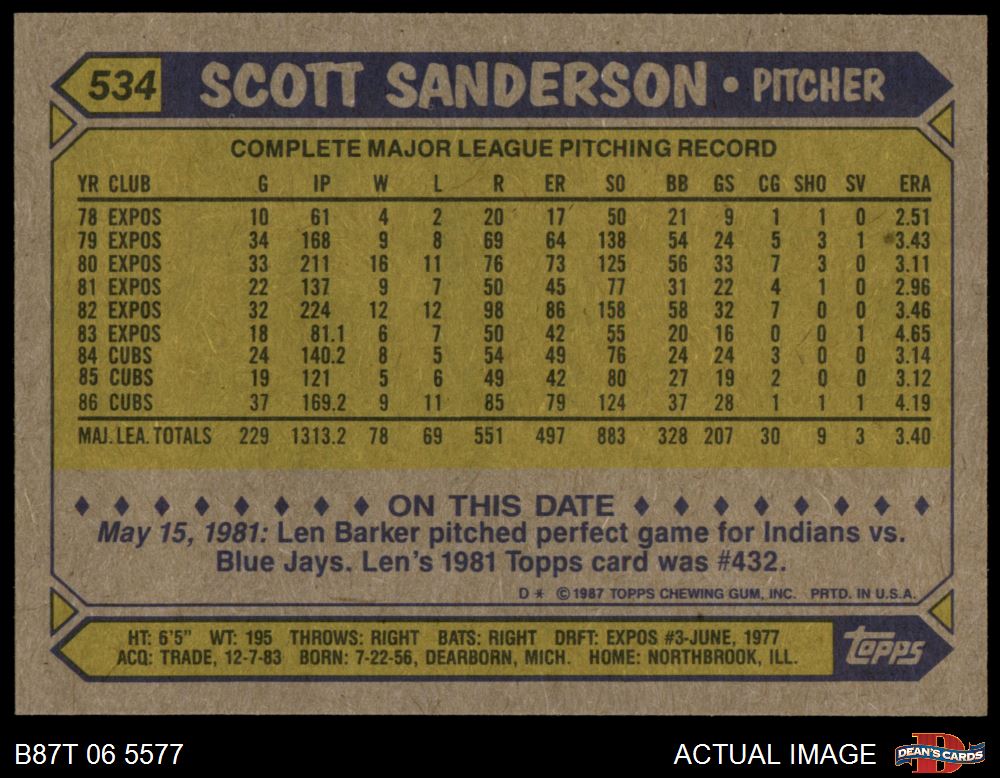 534 SCOTT SANDERSON • PITCHER
COMPLETE MAJOR LEAGUE PITCHING RECORD
YR CLUB G IP W L R ER SO BB GS CG SHO SV ERA
78 EXPOS 10 61 4 2 20 17 50 21 9 1 1 0 2.51
79 EXPOS 34 168 9 8 69 64 138 54 24 5 3 1 3.43
80 EXPOS 33 211 16 11 76 73 125 56 33 7 3 0 3.11
81 EXPOS 22 137 9 7 50 45 77 31 22 4 1 0 2.96
82 EXPOS 32 224 12 12 98 86 158 58 32 7 0 0 3.46
83 EXPOS 18 81.1 6 7 50 42 55 20 16 0 0 1 4.65
84 CUBS 24 140.2 8 5 54 49 76 24 24 3 0 0 3.14
85 CUBS 19 121 5 6 49 42 80 27 19 2 0 0 3.12
86 CUBS 37 169.2 9 11 85 79 124 37 28 1 1 1 4.19
MAJ. LEA. TOTALS 229 1313.2 78 69 551 497 883 328 207 30 9 3 3.40
♦ ♦ ♦ ♦ ♦ ♦ ♦ ♦ ON THIS DATE ♦ ♦ ♦ ♦ ♦ ♦ ♦ ♦
May 15, 1981: Len Barker pitched perfect game for Indians vs.
Blue Jays. Len's 1981 Topps card was #432.
D * © 1987 TOPPS CHEWING GUM, INC. PRTD. IN U.S.A.
HT: 6'5" WT: 195 THROWS: RIGHT BATS: RIGHT DRFT: EXPOS #3-JUNE, 1977
ACQ: TRADE, 12-7-83 BORN: 7-22-56, DEARBORN, MICH. HOME: NORTHBROOK, ILL.
Topps
B87T 06 5577
ACTUAL IMAGE
D
DEAN'S CARDS